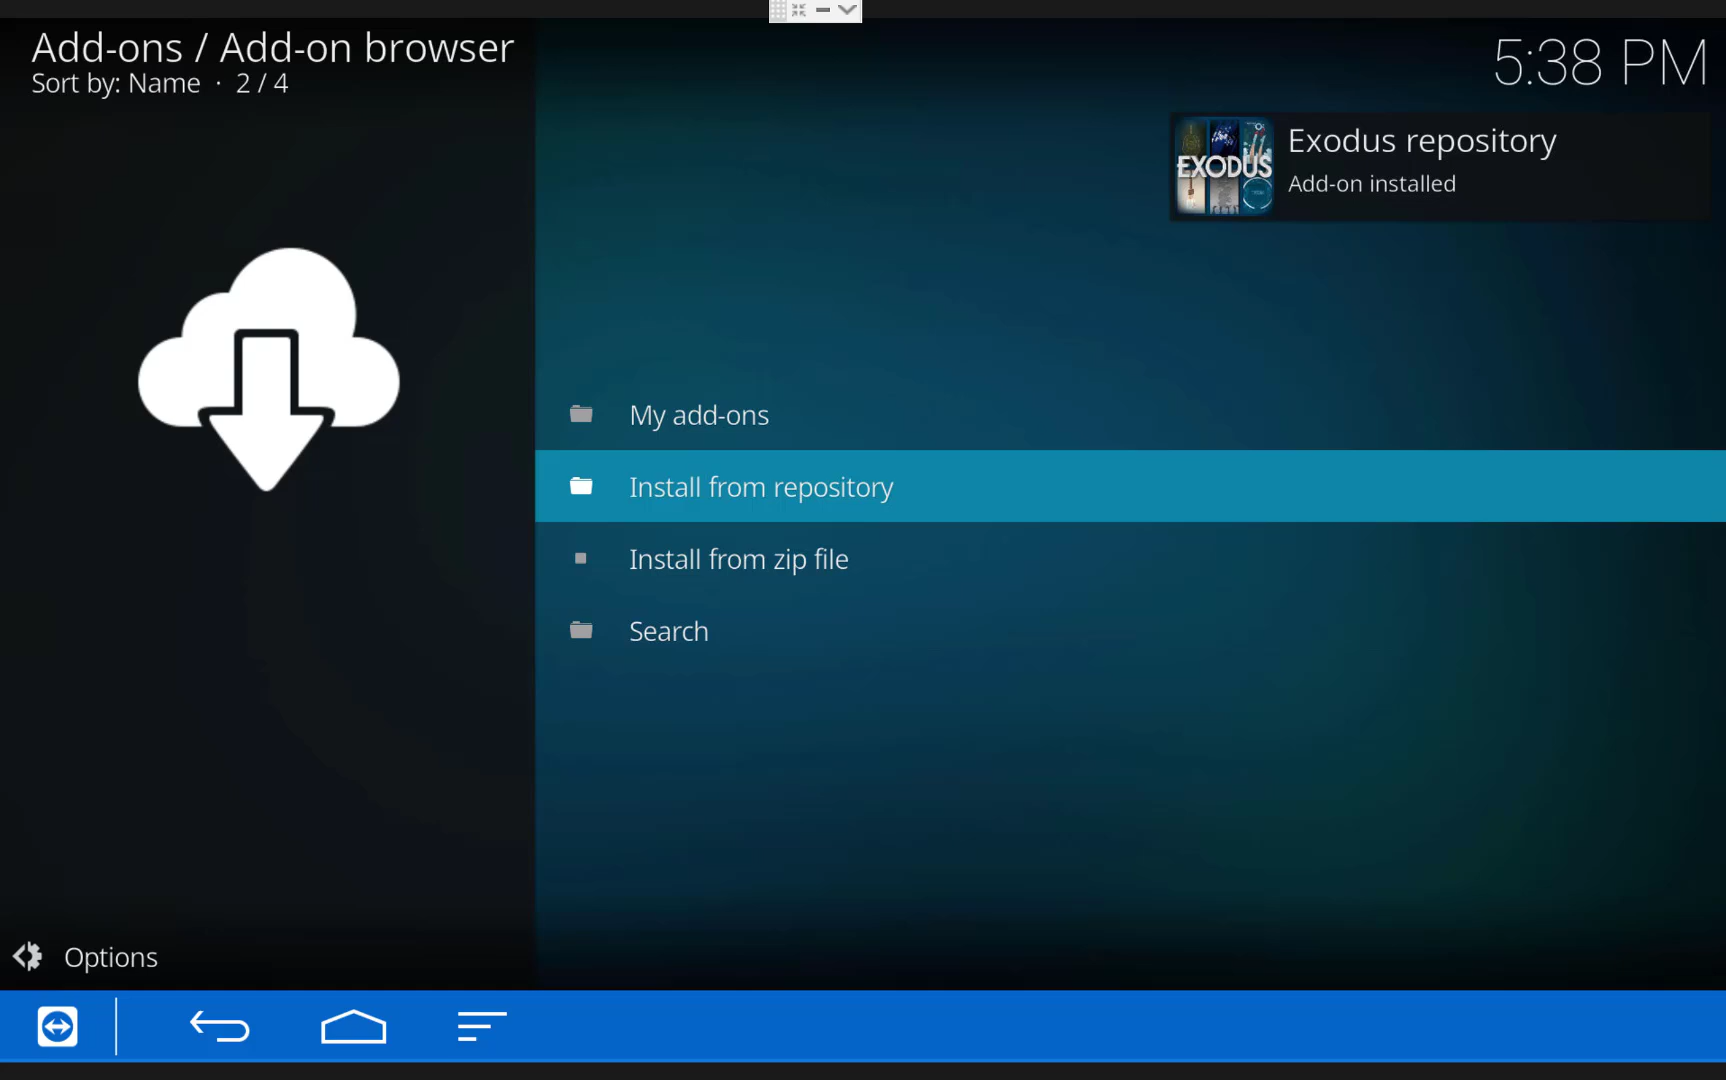 Add-ons / Add-on browser
Sort by: Name · 2 / 4
5:38 PM
EXODUS
Exodus repository
Add-on installed
My add-ons
Install from repository
Install from zip file
Search
Options